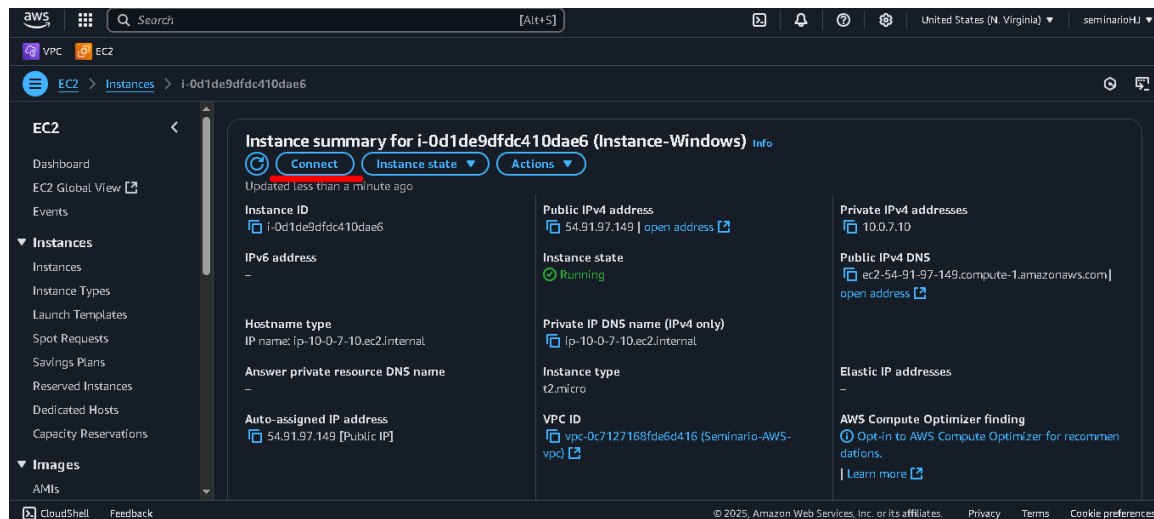 aws
Search [Alt+S]
United States (N. Virginia) ▼ seminarioHJ ▼
VPC EC2
EC2 > Instances > i-0d1de9dfdc410dae6
EC2
Dashboard
EC2 Global View
Events
▼ Instances
Instances
Instance Types
Launch Templates
Spot Requests
Savings Plans
Reserved Instances
Dedicated Hosts
Capacity Reservations
▼ Images
AMIs
Instance summary for i-0d1de9dfdc410dae6 (Instance-Windows) Info
Connect Instance state ▼ Actions ▼
Updated less than a minute ago
Instance ID
i-0d1de9dfdc410dae6
Public IPv4 address
54.91.97.149 | open address
Private IPv4 addresses
10.0.7.10
IPv6 address
–
Instance state
Running
Public IPv4 DNS
ec2-54-91-97-149.compute-1.amazonaws.com |
open address
Hostname type
IP name: ip-10-0-7-10.ec2.internal
Private IP DNS name (IPv4 only)
ip-10-0-7-10.ec2.internal
Answer private resource DNS name
–
Instance type
t2.micro
Elastic IP addresses
–
Auto-assigned IP address
54.91.97.149 [Public IP]
VPC ID
vpc-0c7127168fde6d416 (Seminario-AWS-
vpc)
AWS Compute Optimizer finding
Opt-in to AWS Compute Optimizer for recommen
dations.
| Learn more
CloudShell Feedback © 2025, Amazon Web Services, Inc. or its affiliates. Privacy Terms Cookie preferences